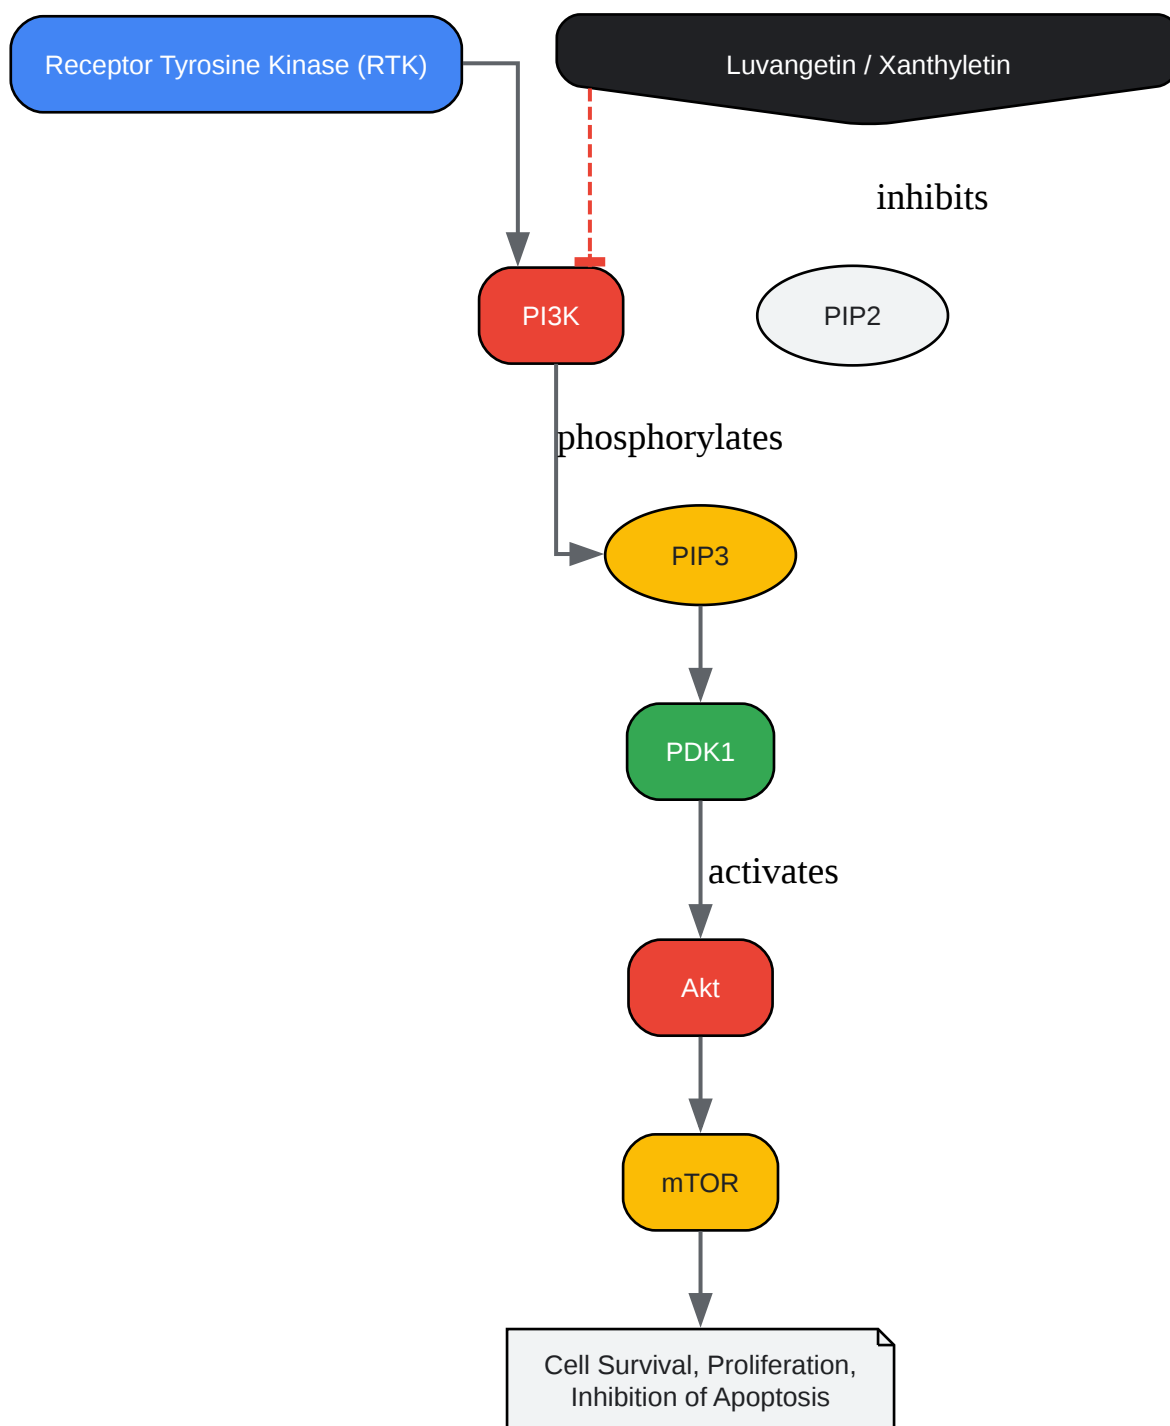 Receptor Tyrosine Kinase (RTK)
Luvangetin / Xanthyletin
inhibits
PI3K
PIP2
phosphorylates
PIP3
PDK1
activates
Akt
mTOR
Cell Survival, Proliferation,
Inhibition of Apoptosis